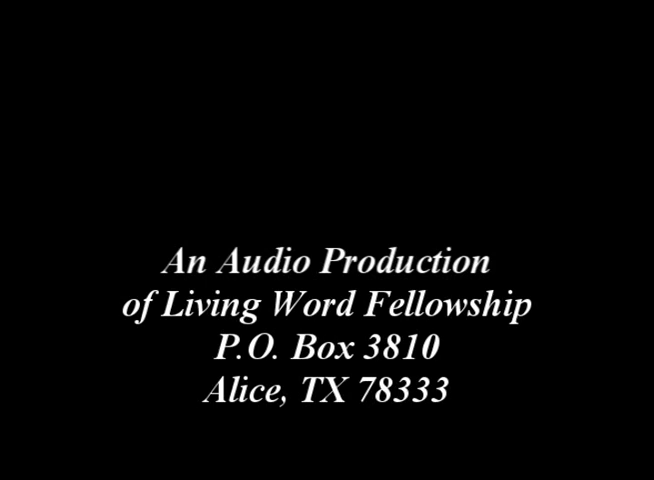 An Audio Production
of Living Word Fellowship
P.O. Box 3810
Alice, TX 78333